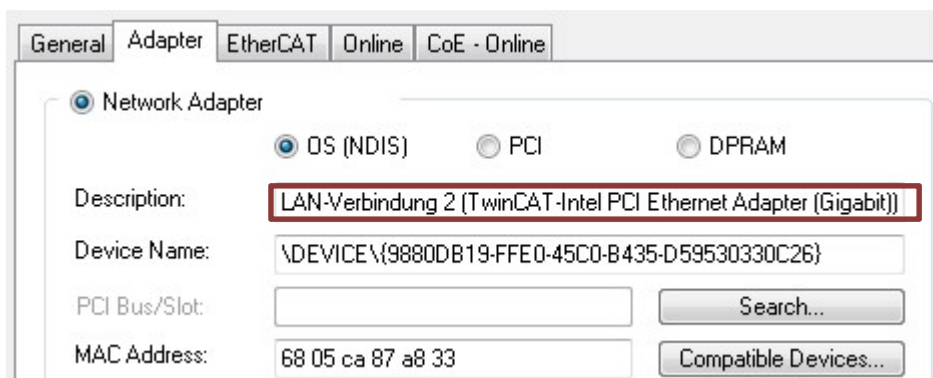 General Adapter EtherCAT Online CoE - Online
Network Adapter
OS (NDIS) PCI DPRAM
Description: LAN-Verbindung 2 (TwinCAT-Intel PCI Ethernet Adapter (Gigabit))
Device Name: \DEVICE\{9880DB19-FFE0-45C0-B435-D59530330C26}
PCI Bus/Slot: Search...
MAC Address: 68 05 ca 87 a8 33 Compatible Devices...